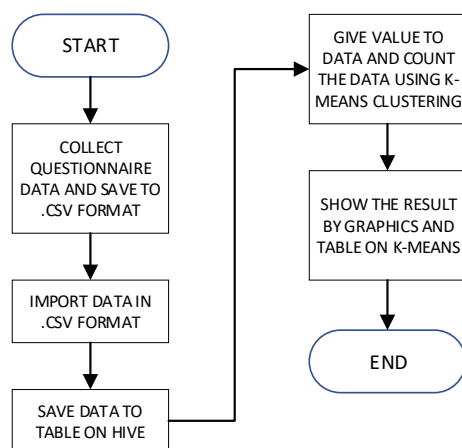 START
COLLECT
QUESTIONNAIRE
DATA AND SAVE TO
.CSV FORMAT
IMPORT DATA IN
.CSV FORMAT
SAVE DATA TO
TABLE ON HIVE
GIVE VALUE TO
DATA AND COUNT
THE DATA USING K-
MEANS CLUSTERING
SHOW THE RESULT
BY GRAPHICS AND
TABLE ON K-MEANS
END